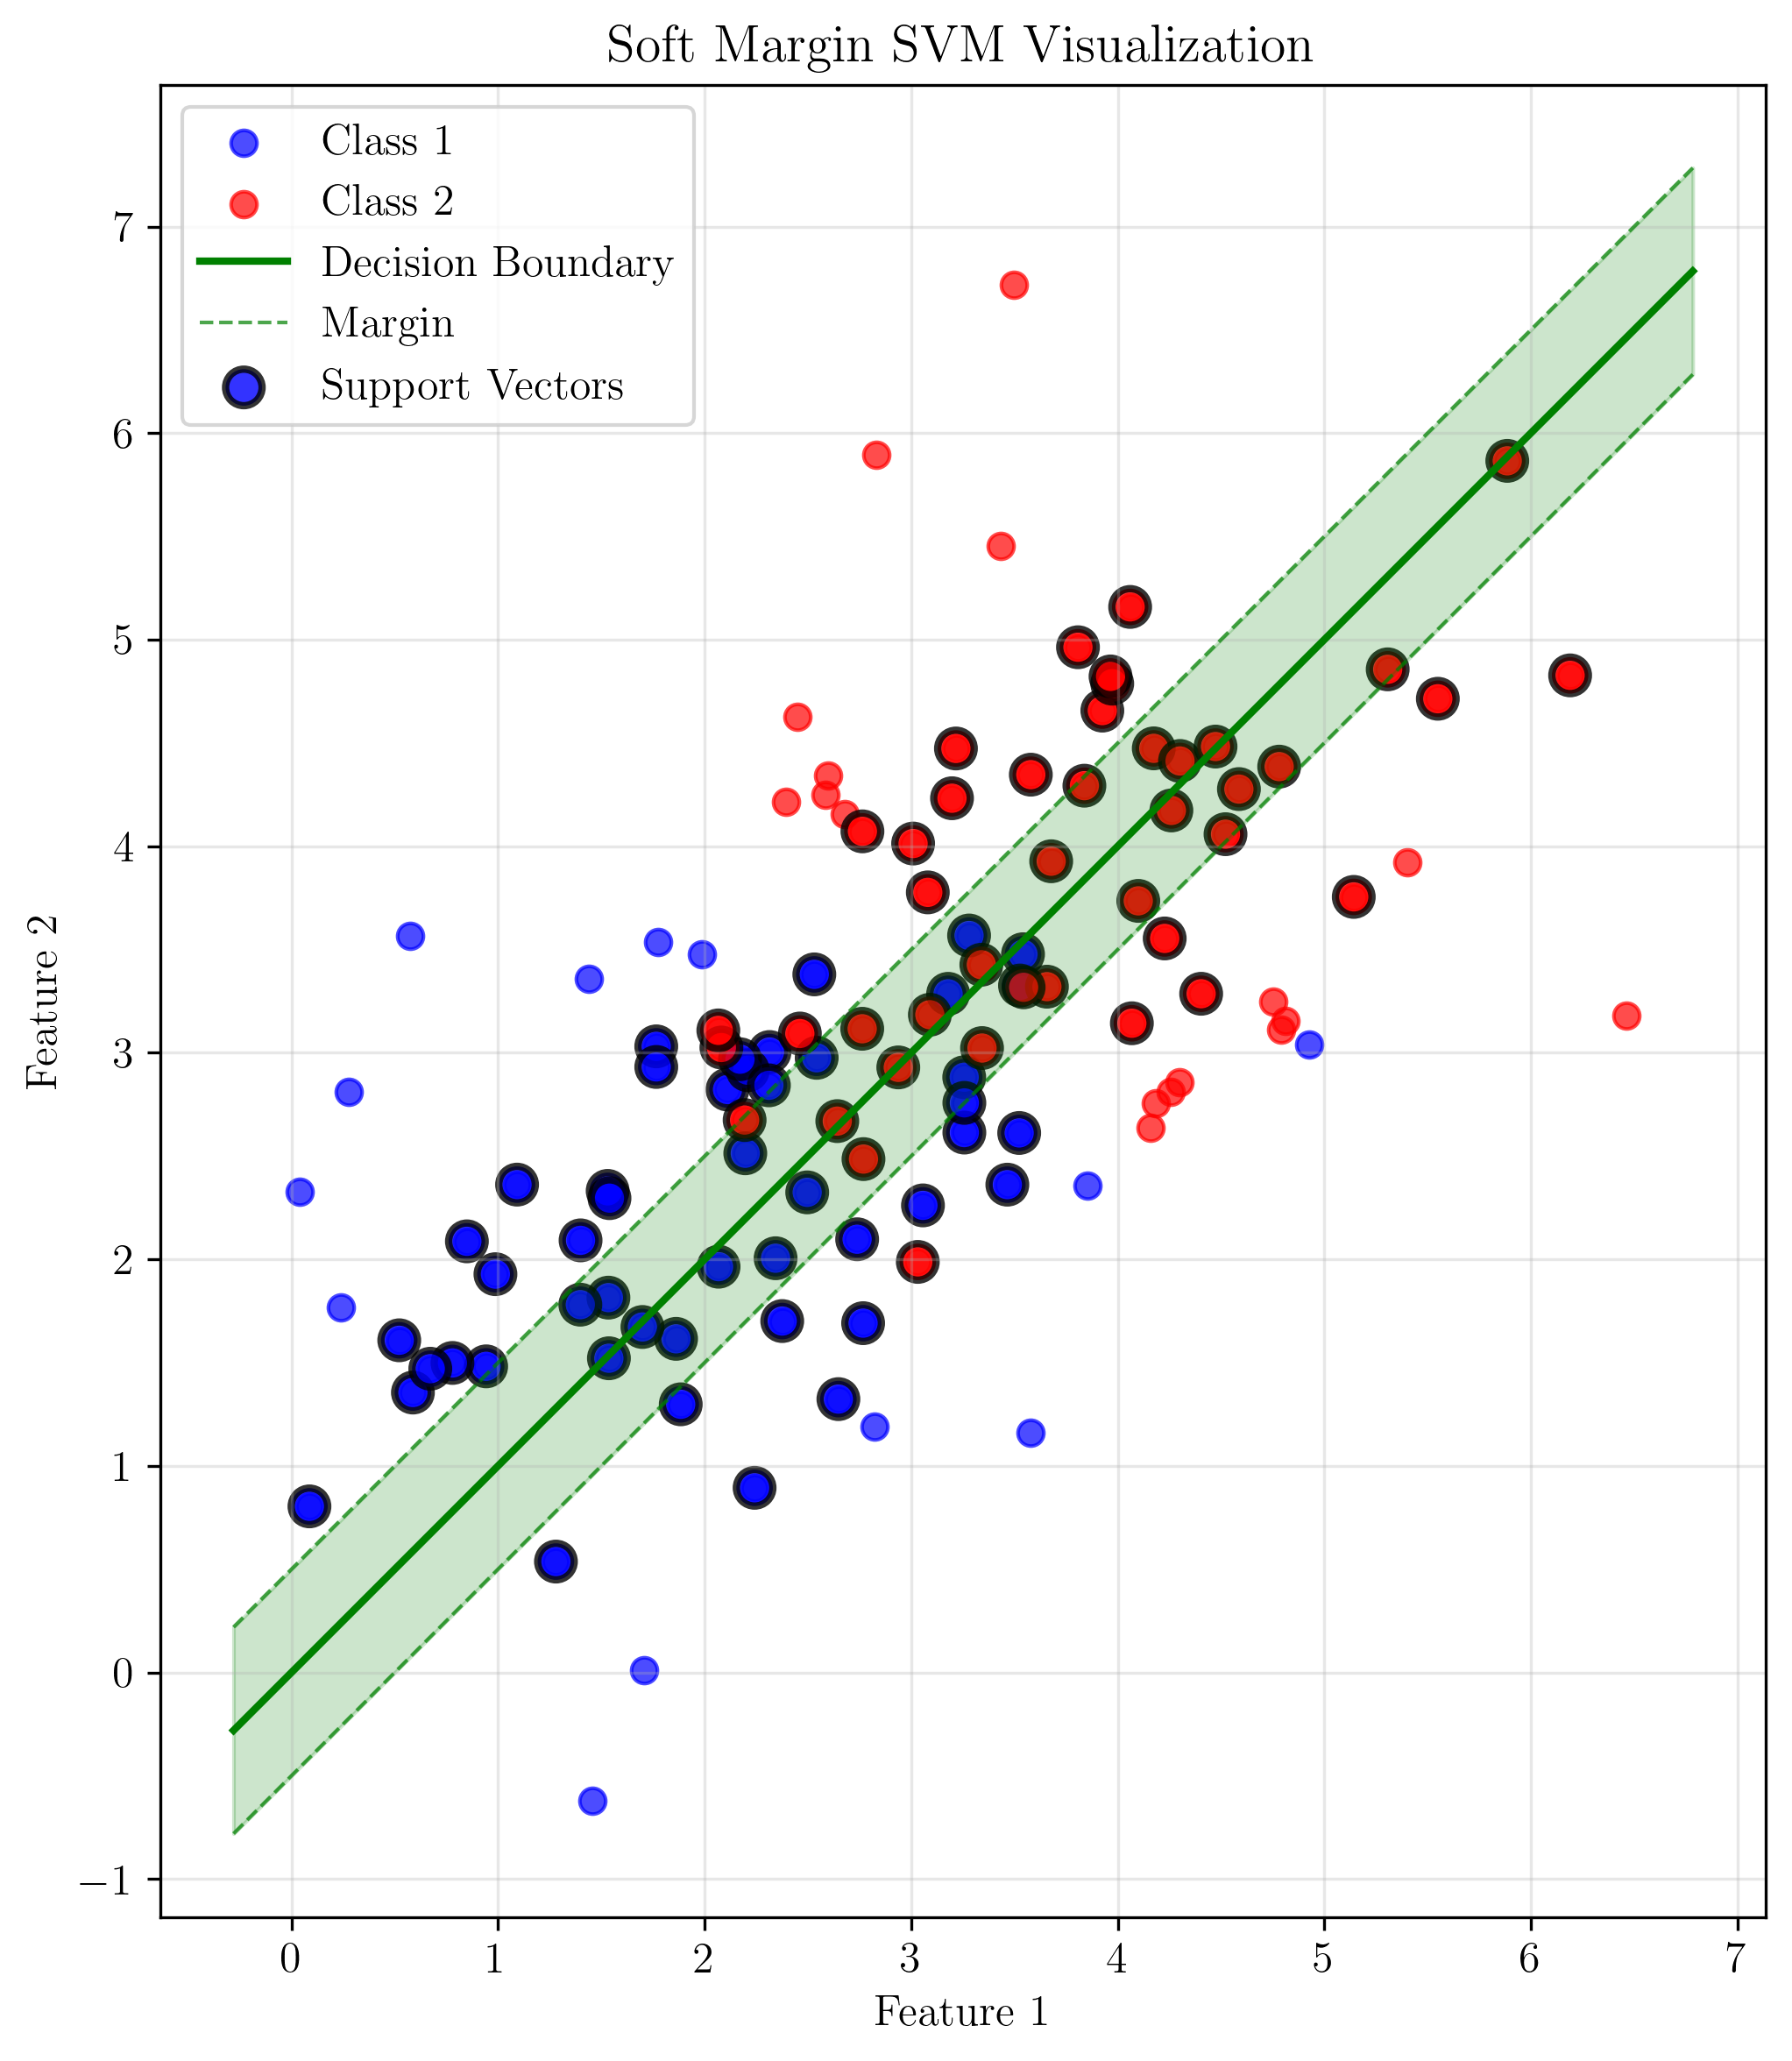 Soft Margin SVM Visualization
Class 1
Class 2
Decision Boundary
Margin
Support Vectors
7
6
5
4
3
2
1
0
−1
Feature 2
0 1 2 3 4 5 6 7
Feature 1